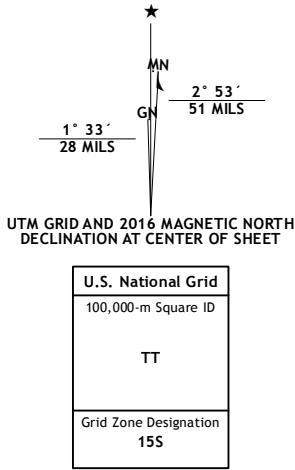 MN
GN
2° 53´
51 MILS
1° 33´
28 MILS
UTM GRID AND 2016 MAGNETIC NORTH
DECLINATION AT CENTER OF SHEET
U.S. National Grid
100,000-m Square ID
TT
Grid Zone Designation
15S